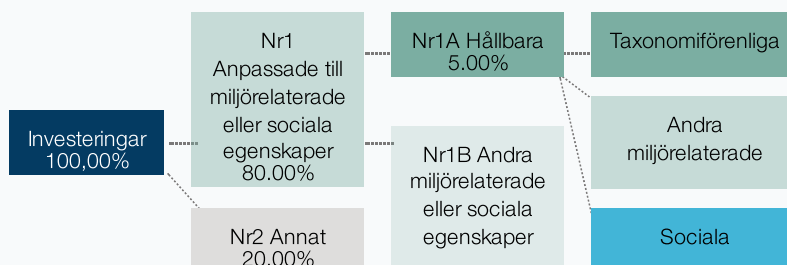 Investeringar
100,00%
Nr1
Anpassade till
miljörelaterade
eller sociala
egenskaper
80.00%
Nr2 Annat
20.00%
Nr1A Hållbara
5.00%
Nr1B Andra
miljörelaterade
eller sociala
egenskaper
Taxonomiförenliga
Andra
miljörelaterade
Sociala